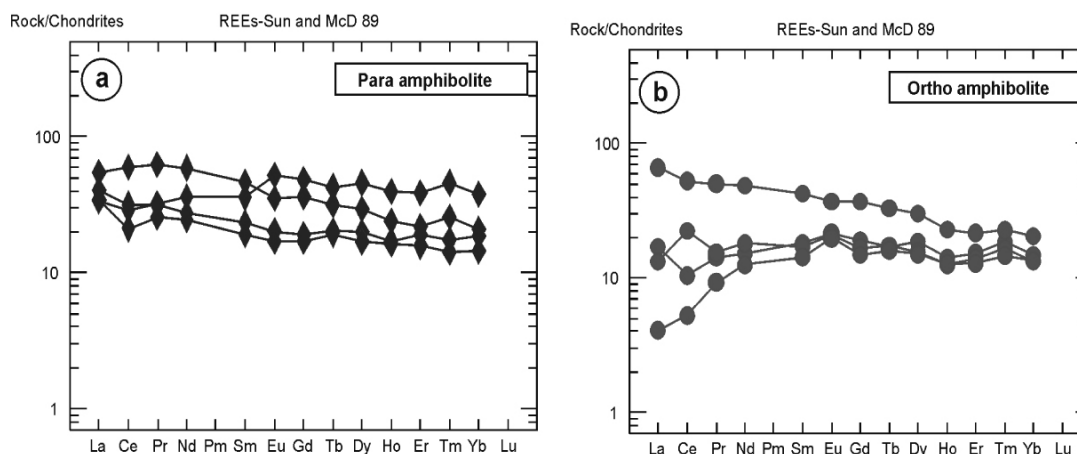 Rock/Chondrites REEs-Sun and McD 89
a
Para amphibolite
100
10
1
La Ce Pr Nd Pm Sm Eu Gd Tb Dy Ho Er Tm Yb Lu
Rock/Chondrites REEs-Sun and McD 89
b
Ortho amphibolite
100
10
1
La Ce Pr Nd Pm Sm Eu Gd Tb Dy Ho Er Tm Yb Lu